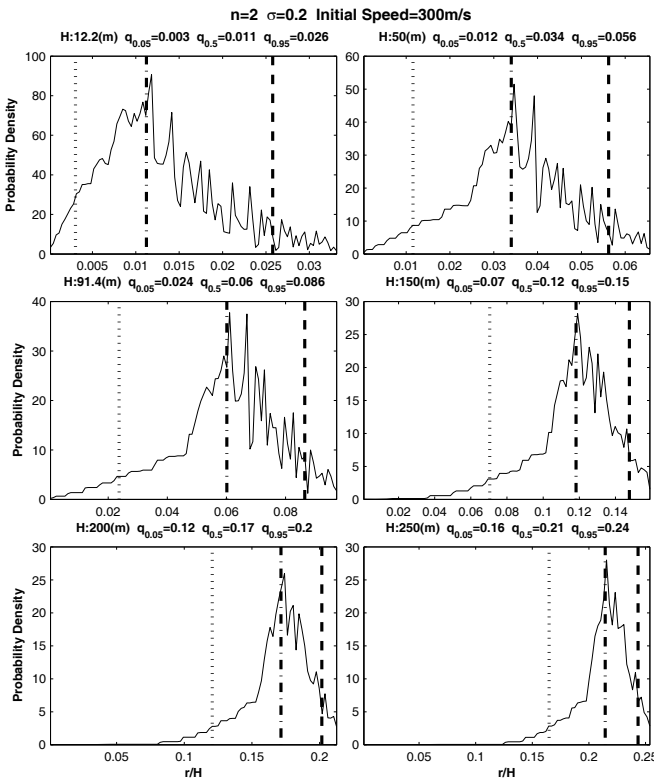 n=2 σ=0.2 Initial Speed=300m/s
H:12.2(m) q0.05=0.003 q0.5=0.011 q0.95=0.026
H:50(m) q0.05=0.012 q0.5=0.034 q0.95=0.056
100
80
60
40
20
0
Probability Density
0.005 0.01 0.015 0.02 0.025 0.03
60
50
40
30
20
10
0
0.01 0.02 0.03 0.04 0.05 0.06
H:91.4(m) q0.05=0.024 q0.5=0.06 q0.95=0.086
H:150(m) q0.05=0.07 q0.5=0.12 q0.95=0.15
40
30
20
10
0
Probability Density
0.02 0.04 0.06 0.08
35
30
25
20
15
10
5
0
0.02 0.04 0.06 0.08 0.1 0.12 0.14
H:200(m) q0.05=0.12 q0.5=0.17 q0.95=0.2
H:250(m) q0.05=0.16 q0.5=0.21 q0.95=0.24
30
25
20
15
10
5
0
Probability Density
0.05 0.1 0.15 0.2
r/H
30
25
20
15
10
5
0
0.05 0.1 0.15 0.2 0.25
r/H